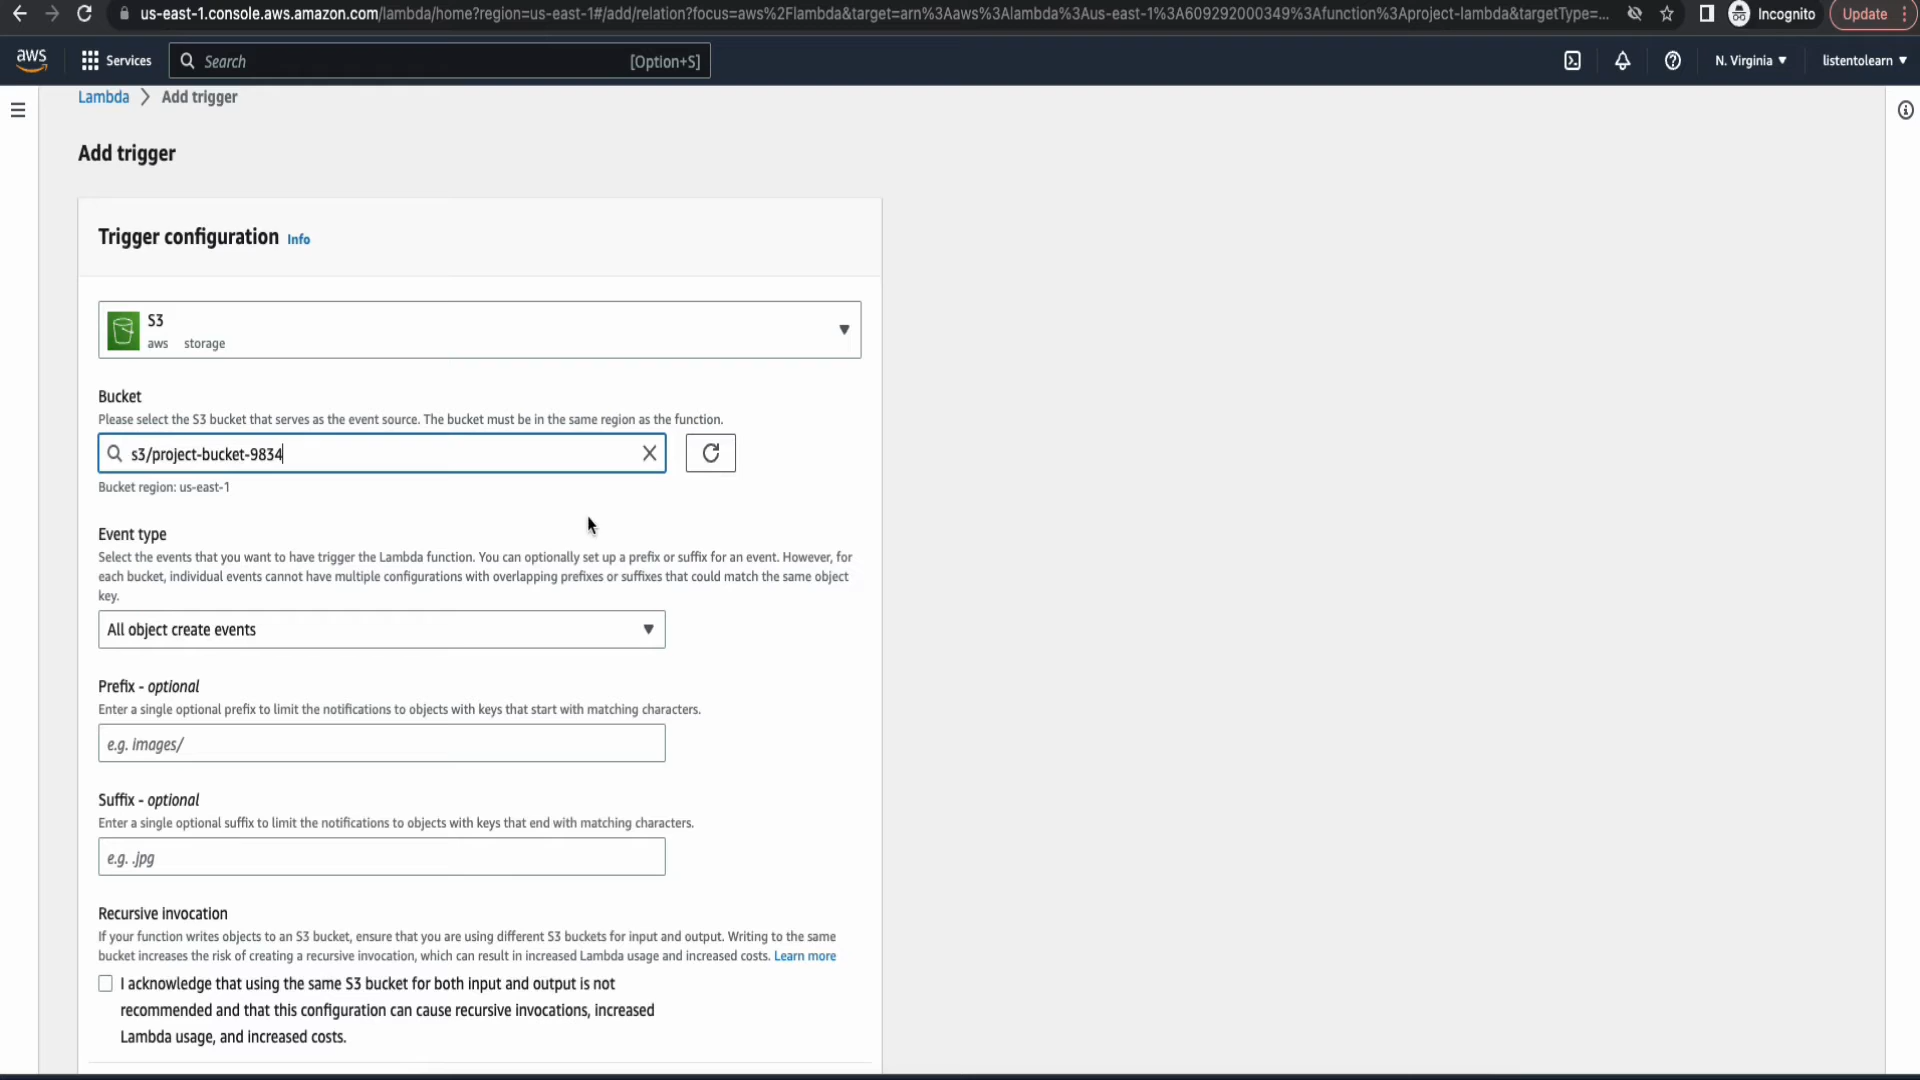 us-east-1.console.aws.amazon.com/lambda/home?region=us-east-1#/add/relation?focus=aws%2Flambda&target=arn%3Aaws%3Alambda%3Aus-east-1%3A609292000349%3Afunction%3Aproject-lambda&targetType=...
Incognito
Update
aws
Services
Search
[Option+S]
N. Virginia
listentolearn
Lambda > Add trigger
Add trigger
Trigger configuration Info
S3
aws storage
Bucket
Please select the S3 bucket that serves as the event source. The bucket must be in the same region as the function.
s3/project-bucket-9834
Bucket region: us-east-1
Event type
Select the events that you want to have trigger the Lambda function. You can optionally set up a prefix or suffix for an event. However, for
each bucket, individual events cannot have multiple configurations with overlapping prefixes or suffixes that could match the same object
key.
All object create events
Prefix - optional
Enter a single optional prefix to limit the notifications to objects with keys that start with matching characters.
e.g. images/
Suffix - optional
Enter a single optional suffix to limit the notifications to objects with keys that end with matching characters.
e.g. .jpg
Recursive invocation
If your function writes objects to an S3 bucket, ensure that you are using different S3 buckets for input and output. Writing to the same
bucket increases the risk of creating a recursive invocation, which can result in increased Lambda usage and increased costs. Learn more
I acknowledge that using the same S3 bucket for both input and output is not
recommended and that this configuration can cause recursive invocations, increased
Lambda usage, and increased costs.